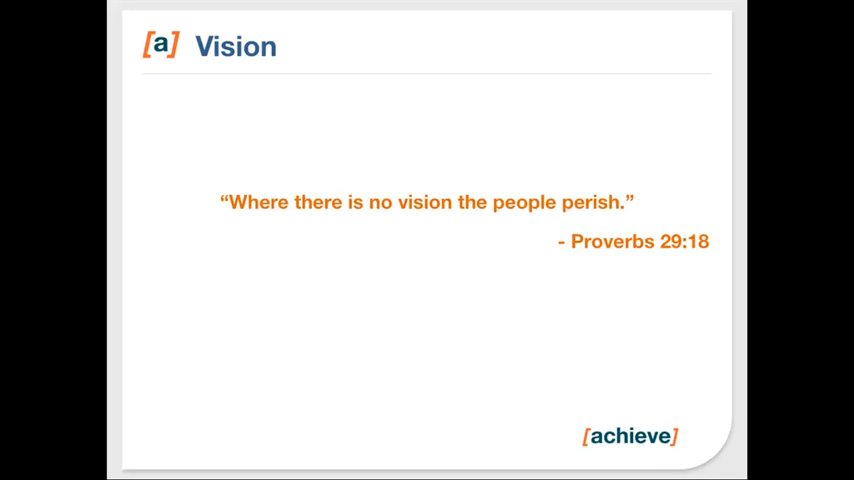 [a] Vision
“Where there is no vision the people perish.”
- Proverbs 29:18
[achieve]